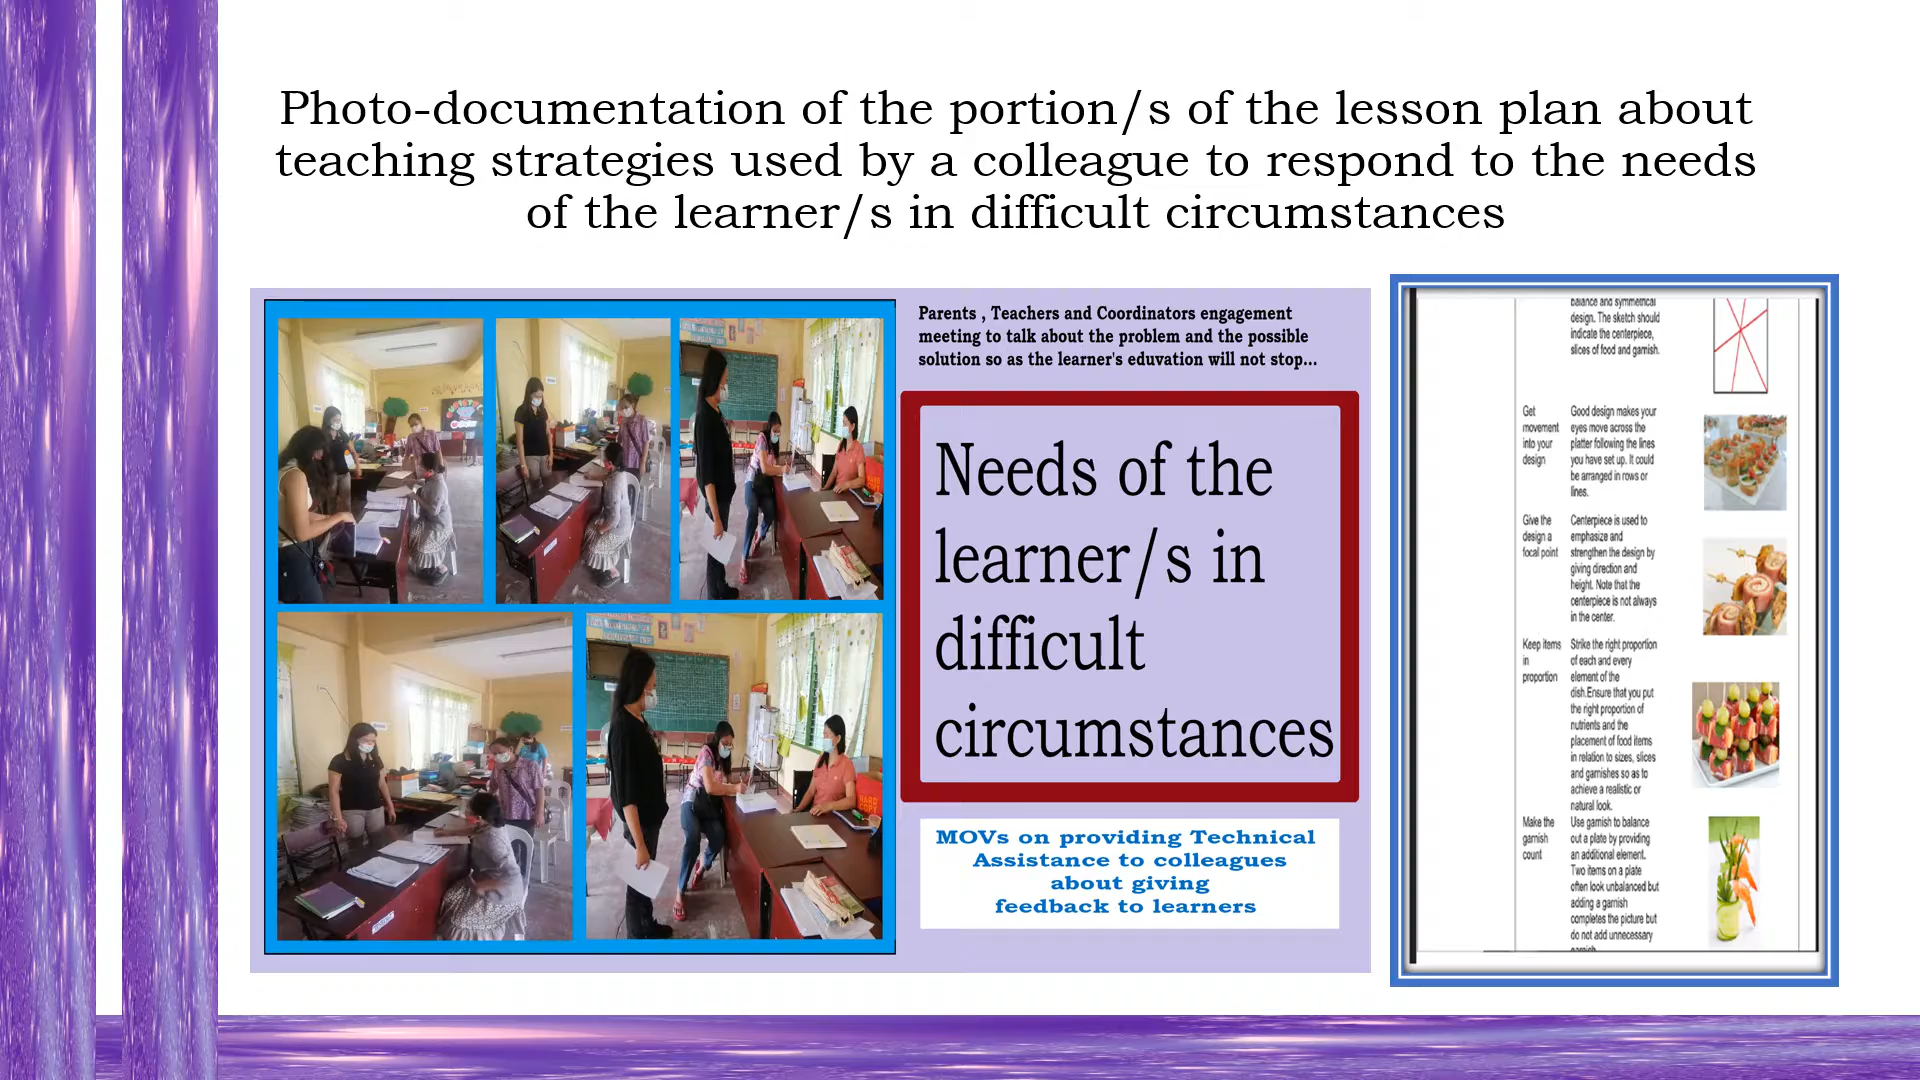 Photo-documentation of the portion/s of the lesson plan about
teaching strategies used by a colleague to respond to the needs
of the learner/s in difficult circumstances
Parents , Teachers and Coordinators engagement
meeting to talk about the problem and the possible
solution so as the learner's eduvation will not stop...
Needs of the
learner/s in
difficult
circumstances
MOVs on providing Technical
Assistance to colleagues
about giving
feedback to learners
balance and symmetrical
design. The sketch should
indicate the centerpiece,
slices of food and garnish.
Get
movement
into your
design
Good design makes your
eyes move across the
platter following the lines
you have set up. It could
be arranged in rows or
lines.
Give the
design a
focal point
Centerpiece is used to
emphasize and
strengthen the design by
giving direction and
height. Note that the
centerpiece is not always
in the center.
Keep items
in
proportion
Strike the right proportion
of each and every
element of the
dish.Ensure that you put
the right proportion of
nutrients and the
placement of food items
in relation to sizes, slices
and garnishes so as to
achieve a realistic or
natural look.
Make the
garnish
count
Use garnish to balance
out a plate by providing
an additional element.
Two items on a plate
often look unbalanced but
adding a garnish
completes the picture but
do not add unnecessary
garnish.